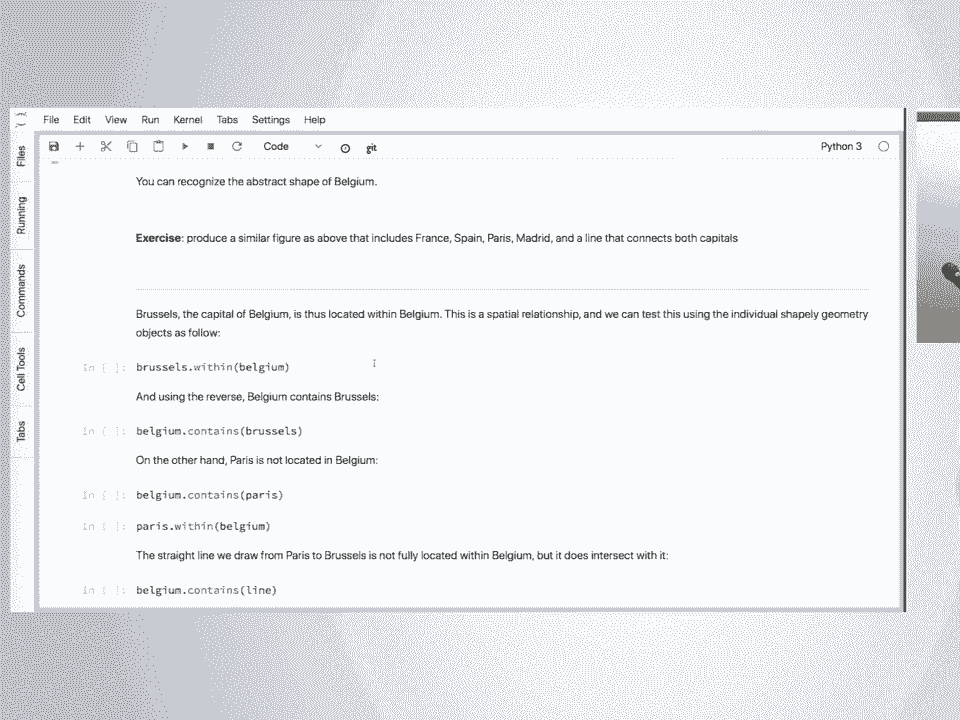 File Edit View Run Kernel Tabs Settings Help
Code git Python 3
Files
Running
Commands
Cell Tools
Tabs
You can recognize the abstract shape of Belgium.
Exercise: produce a similar figure as above that includes France, Spain, Paris, Madrid, and a line that connects both capitals
Brussels, the capital of Belgium, is thus located within Belgium. This is a spatial relationship, and we can test this using the individual shapely geometry
objects as follow:
In [ ]: brussels.within(belgium)
And using the reverse, Belgium contains Brussels:
In [ ]: belgium.contains(brussels)
On the other hand, Paris is not located in Belgium:
In [ ]: belgium.contains(paris)
In [ ]: paris.within(belgium)
The straight line we draw from Paris to Brussels is not fully located within Belgium, but it does intersect with it:
In [ ]: belgium.contains(line)